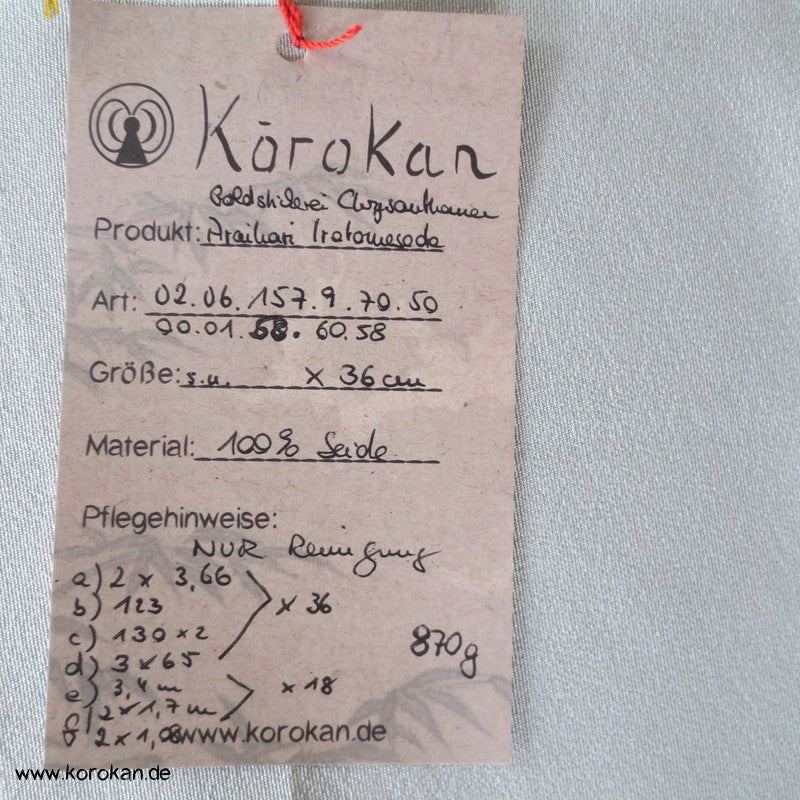 Kōrokan
Goldstickerei Chrysanthemen
Produkt: Araihari Irotomesode
Art: 02.06.157.9.70.50
00.01.58.60.58
Größe: s.u. x 36 cm
Material: 100% Seide
Pflegehinweise:
NUR Reinigung
a) 2 x 3,66
b) 123 x 36
c) 130 x 2
d) 3 x 65
870g
e) 3,4 m x 18
f) 2 x 1,7 m
2 x 1,08 www.korokan.de
www.korokan.de